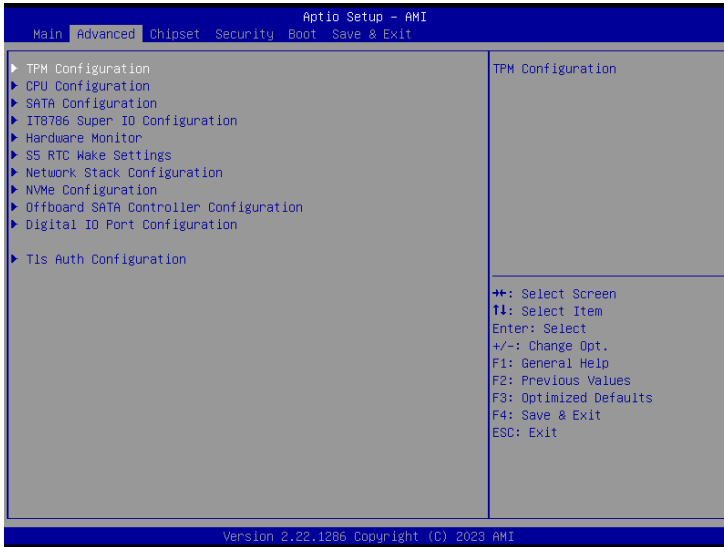 Aptio Setup – AMI
Main Advanced Chipset Security Boot Save & Exit
▶ TPM Configuration
▶ CPU Configuration
▶ SATA Configuration
▶ IT8786 Super IO Configuration
▶ Hardware Monitor
▶ S5 RTC Wake Settings
▶ Network Stack Configuration
▶ NVMe Configuration
▶ Offboard SATA Controller Configuration
▶ Digital IO Port Configuration
▶ Tls Auth Configuration
TPM Configuration
→←: Select Screen
↑↓: Select Item
Enter: Select
+/-: Change Opt.
F1: General Help
F2: Previous Values
F3: Optimized Defaults
F4: Save & Exit
ESC: Exit
Version 2.22.1286 Copyright (C) 2023 AMI